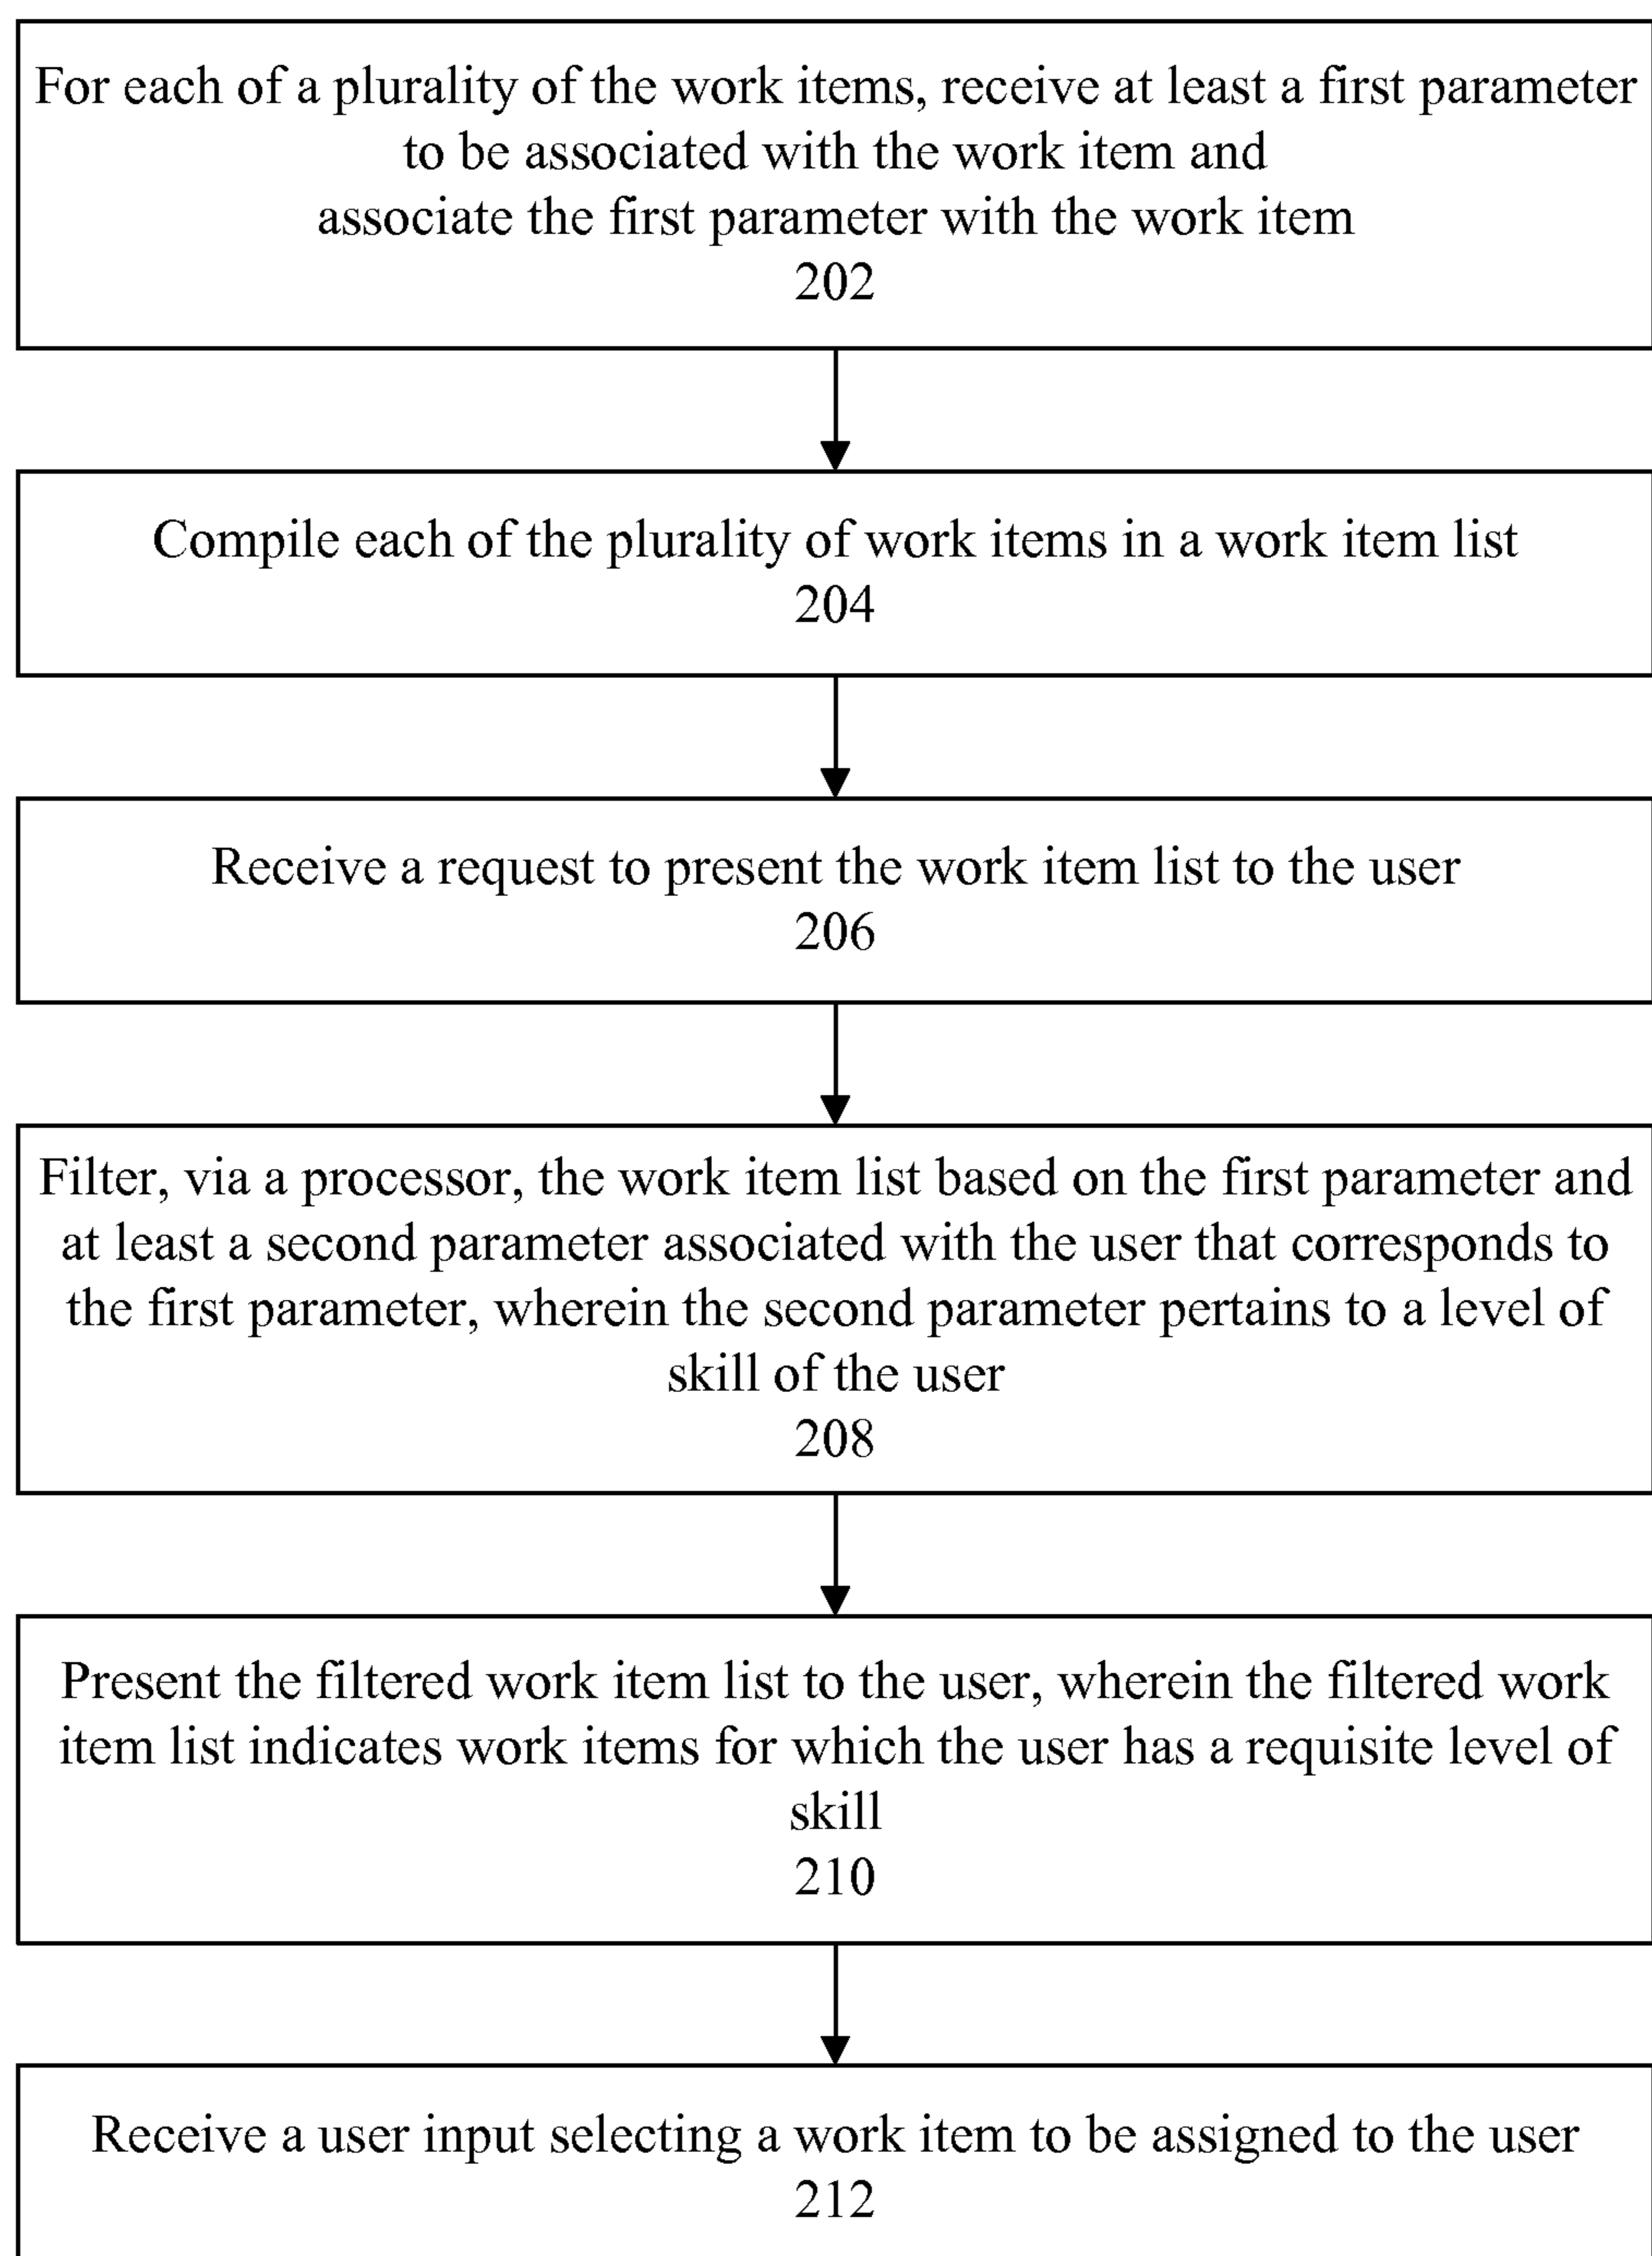 For each of a plurality of the work items, receive at least a first parameter
to be associated with the work item and
associate the first parameter with the work item
202
Compile each of the plurality of work items in a work item list
204
Receive a request to present the work item list to the user
206
Filter, via a processor, the work item list based on the first parameter and
at least a second parameter associated with the user that corresponds to
the first parameter, wherein the second parameter pertains to a level of
skill of the user
208
Present the filtered work item list to the user, wherein the filtered work
item list indicates work items for which the user has a requisite level of
skill
210
Receive a user input selecting a work item to be assigned to the user
212